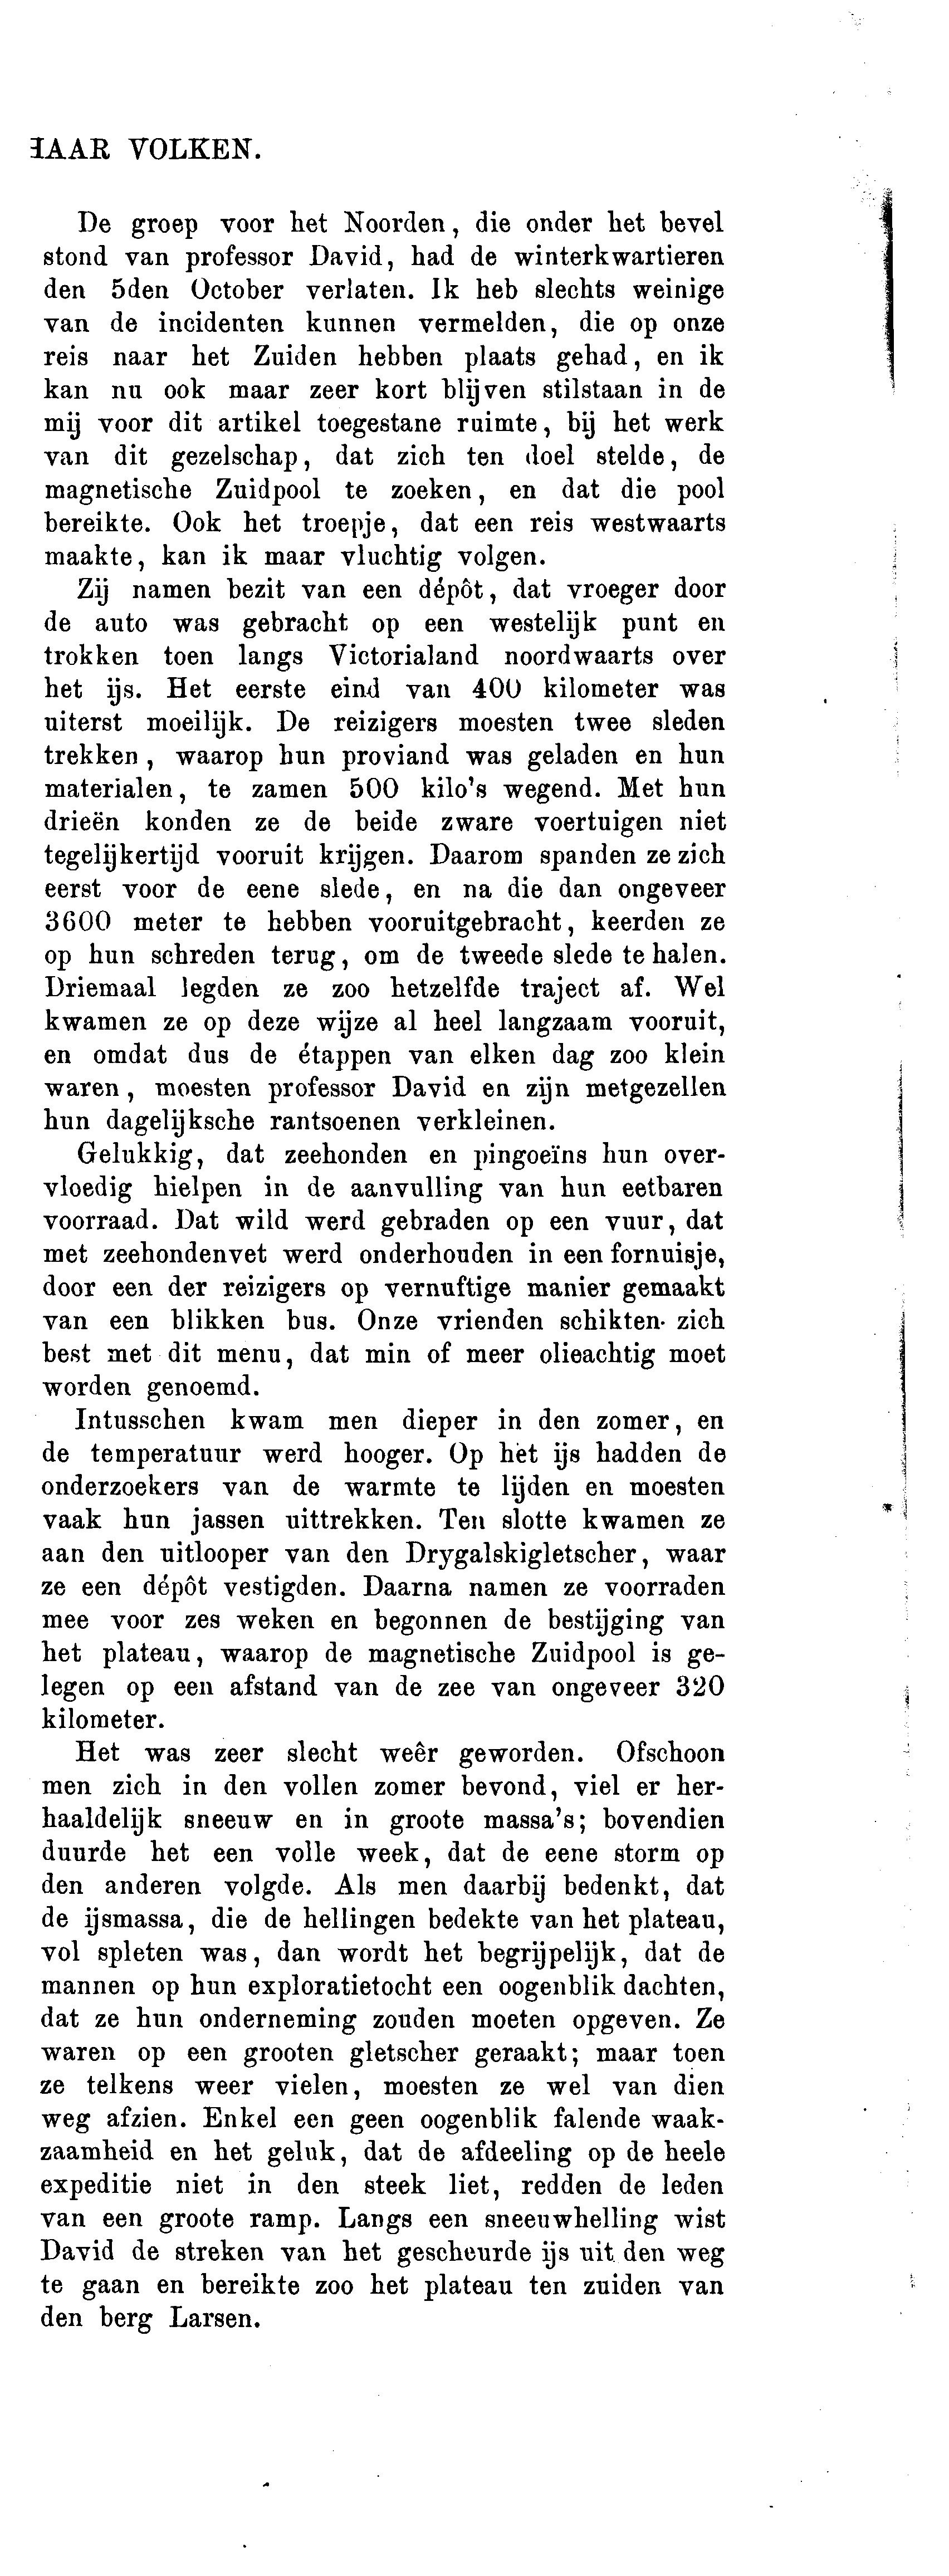 HAAR VOLKEN.
De groep voor het Noorden, die onder het bevel
stond van professor David, had de winterkwartieren
den 5den October verlaten. Ik heb slechts weinige
van de incidenten kunnen vermelden, die op onze
reis naar het Zuiden hebben plaats gehad, en ik
kan nu ook maar zeer kort blijven stilstaan in de
mij voor dit artikel toegestane ruimte, bij het werk
van dit gezelschap, dat zich ten doel stelde, de
magnetische Zuidpool te zoeken, en dat die pool
bereikte. Ook het troepje, dat een reis westwaarts
maakte, kan ik maar vluchtig volgen.
Zij namen bezit van een dépôt, dat vroeger door
de auto was gebracht op een westelijk punt en
trokken toen langs Victorialand noordwaarts over
het ijs. Het eerste eind van 400 kilometer was
uiterst moeilijk. De reizigers moesten twee sleden
trekken, waarop hun proviand was geladen en hun
materialen, te zamen 500 kilo's wegend. Met hun
drieën konden ze de beide zware voertuigen niet
tegelijkertijd vooruit krijgen. Daarom spanden ze zich
eerst voor de eene slede, en na die dan ongeveer
3600 meter te hebben vooruitgebracht, keerden ze
op hun schreden terug, om de tweede slede te halen.
Driemaal legden ze zoo hetzelfde traject af. Wel
kwamen ze op deze wijze al heel langzaam vooruit,
en omdat dus de étappen van elken dag zoo klein
waren, moesten professor David en zijn metgezellen
hun dagelijksche rantsoenen verkleinen.
Gelukkig, dat zeehonden en pingoeïns hun over-
vloedig hielpen in de aanvulling van hun eetbaren
voorraad. Dat wild werd gebraden op een vuur, dat
met zeehondenvet werd onderhouden in een fornuisje,
door een der reizigers op vernuftige manier gemaakt
van een blikken bus. Onze vrienden schikten zich
best met dit menu, dat min of meer olieachtig moet
worden genoemd.
Intusschen kwam men dieper in den zomer, en
de temperatuur werd hooger. Op het ijs hadden de
onderzoekers van de warmte te lijden en moesten
vaak hun jassen uittrekken. Ten slotte kwamen ze
aan den uitlooper van den Drygalskigletscher, waar
ze een dépôt vestigden. Daarna namen ze voorraden
mee voor zes weken en begonnen de bestijging van
het plateau, waarop de magnetische Zuidpool is ge-
legen op een afstand van de zee van ongeveer 320
kilometer.
Het was zeer slecht weêr geworden. Ofschoon
men zich in den vollen zomer bevond, viel er her-
haaldelijk sneeuw en in groote massa's; bovendien
duurde het een volle week, dat de eene storm op
den anderen volgde. Als men daarbij bedenkt, dat
de ijsmassa, die de hellingen bedekte van het plateau,
vol spleten was, dan wordt het begrijpelijk, dat de
mannen op hun exploratietocht een oogenblik dachten,
dat ze hun onderneming zouden moeten opgeven. Ze
waren op een grooten gletscher geraakt; maar toen
ze telkens weer vielen, moesten ze wel van dien
weg afzien. Enkel een geen oogenblik falende waak-
zaamheid en het geluk, dat de afdeeling op de heele
expeditie niet in den steek liet, redden de leden
van een groote ramp. Langs een sneeuwhelling wist
David de streken van het gescheurde ijs uit den weg
te gaan en bereikte zoo het plateau ten zuiden van
den berg Larsen.